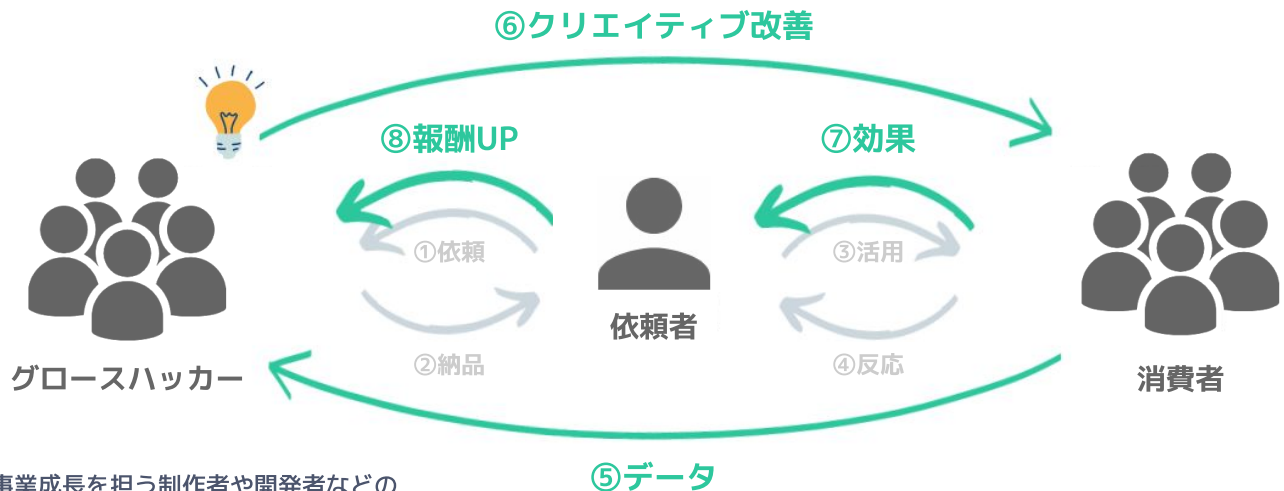 ⑥クリエイティブ改善
⑧報酬UP
⑦効果
①依頼
③活用
依頼者
②納品
④反応
グロースハッカー
消費者
⑤データ
事業成長を担う制作者や開発者などの